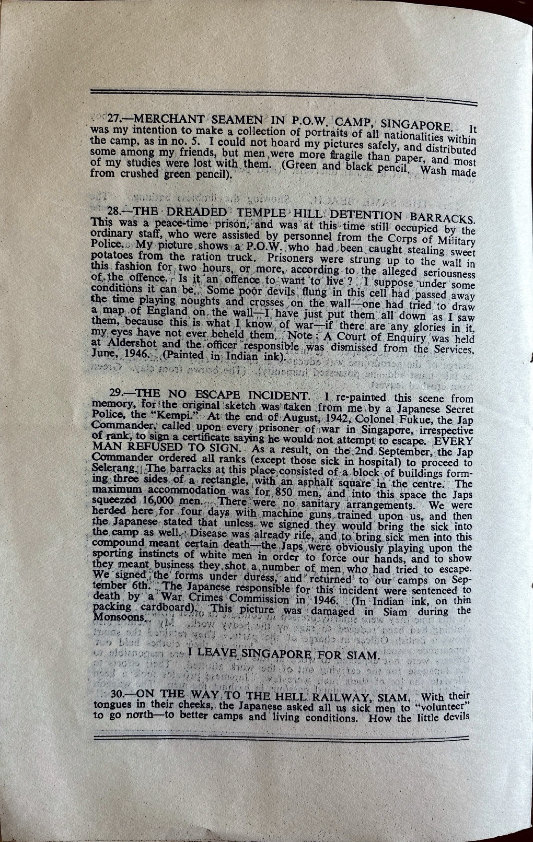 27.—MERCHANT SEAMEN IN P.O.W. CAMP, SINGAPORE. It
was my intention to make a collection of portraits of all nationalities within
the camp, as in no. 5. I could not hoard my pictures safely, and distributed
some among my friends, but men were more fragile than paper, and most
of my studies were lost with them. (Green and black pencil. Wash made
from crushed green pencil).
28.—THE DREADED TEMPLE HILL DETENTION BARRACKS.
This was a peace-time prison, and was at this time still occupied by the
ordinary staff, who were assisted by personnel from the Corps of Military
Police. My picture shows a P.O.W. who had been caught stealing sweet
potatoes from the ration truck. Prisoners were strung up to the wall in
this fashion for two hours, or more, according to the alleged seriousness
of the offence. Is it an offence to want to live? I suppose under some
conditions it can be. Some poor devils flung in this cell had passed away
the time playing noughts and crosses on the wall—one had tried to draw
a map of England on the wall—I have just put them all down as I saw
them, because this is what I know of war—if there are any glories in it,
my eyes have not ever beheld them. Note: A Court of Enquiry was held
at Aldershot and the officer responsible was dismissed from the Services,
June, 1946. (Painted in Indian ink).
29.—THE NO ESCAPE INCIDENT. I re-painted this scene from
memory, for the original sketch was taken from me by a Japanese Secret
Police, the "Kempi." At the end of August, 1942, Colonel Fukue, the Jap
Commander, called upon every prisoner of war in Singapore, irrespective
of rank, to sign a certificate saying he would not attempt to escape. EVERY
MAN REFUSED TO SIGN. As a result, on the 2nd September, the Jap
Commander ordered all ranks (except those sick in hospital) to proceed to
Selerang. The barracks at this place consisted of a block of buildings form-
ing three sides of a rectangle, with an asphalt square in the centre. The
maximum accommodation was for 850 men, and into this space the Japs
squeezed 16,000 men. There were no sanitary arrangements. We were
herded here for four days with machine guns trained upon us, and then
the Japanese stated that unless we signed they would bring the sick into
the camp as well. Disease was already rife, and to bring sick men into this
compound meant certain death—the Japs were obviously playing upon the
sporting instincts of white men in order to force our hands, and to show
they meant business they shot a number of men who had tried to escape.
We signed the forms under duress, and returned to our camps on Sep-
tember 6th. The Japanese responsible for this incident were sentenced to
death by a War Crimes Commission in 1946. (In Indian ink, on thin
packing cardboard). This picture was damaged in Siam during the
Monsoons.
I LEAVE SINGAPORE FOR SIAM.
30.—ON THE WAY TO THE HELL RAILWAY, SIAM. With their
tongues in their cheeks, the Japanese asked all us sick men to "volunteer"
to go north—to better camps and living conditions. How the little devils